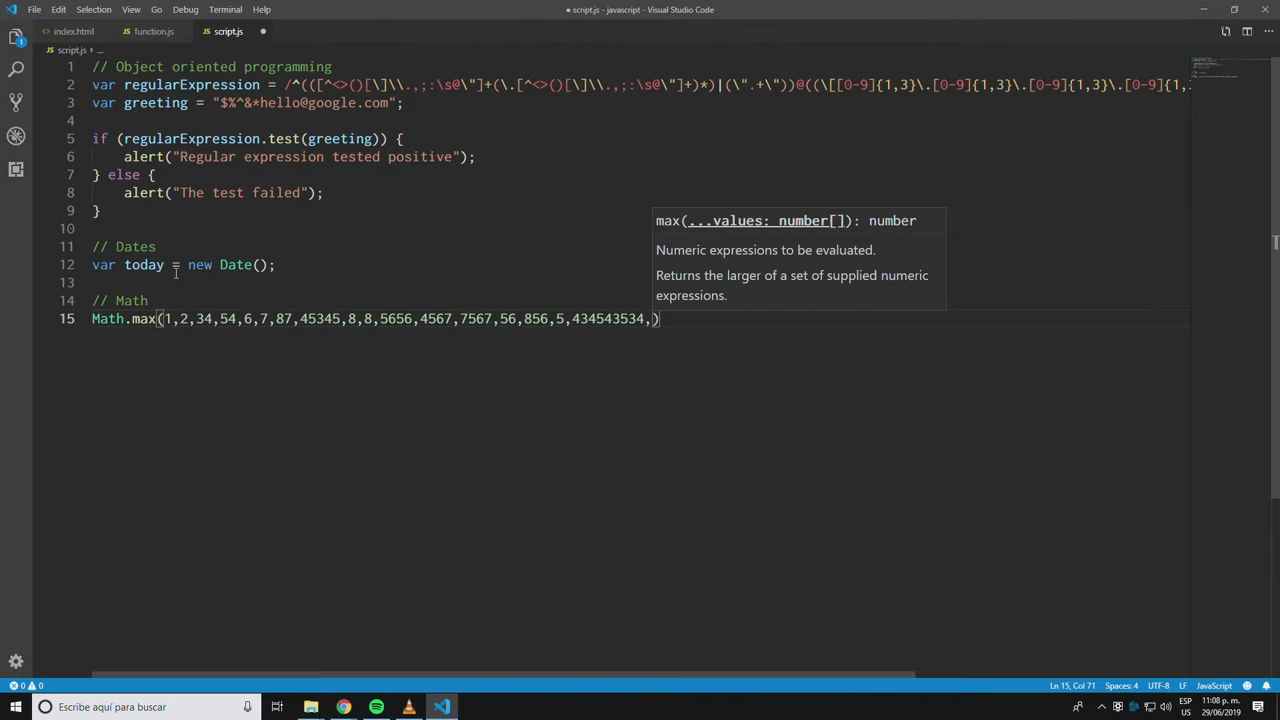 File Edit Selection View Go Debug Terminal Help
● script.js - javascript - Visual Studio Code
index.html
JS function.js
JS script.js
JS script.js > ...
1 // Object oriented programming
2 var regularExpression = /^(([^<>()[\]\\.,;:\s@\"]+(\.[^<>()[\]\\.,;:\s@\"]+)*)|(\".+\"))@((\[[0-9]{1,3}\.[0-9]{1,3}\.[0-9]{1,3}\.[0-9]{1,
3 var greeting = "$%^&*hello@google.com";
4
5 if (regularExpression.test(greeting)) {
6 alert("Regular expression tested positive");
7 } else {
8 alert("The test failed");
9 }
10
11 // Dates
12 var today = new Date();
13
14 // Math
15 Math.max(1,2,34,54,6,7,87,45345,8,8,5656,4567,7567,56,856,5,434543534,)
max(...values: number[]): number
Numeric expressions to be evaluated.
Returns the larger of a set of supplied numeric
expressions.
1
0 0
Ln 15, Col 71 Spaces: 4 UTF-8 LF JavaScript
Escribe aquí para buscar
ESP
US
11:08 p. m.
29/06/2019